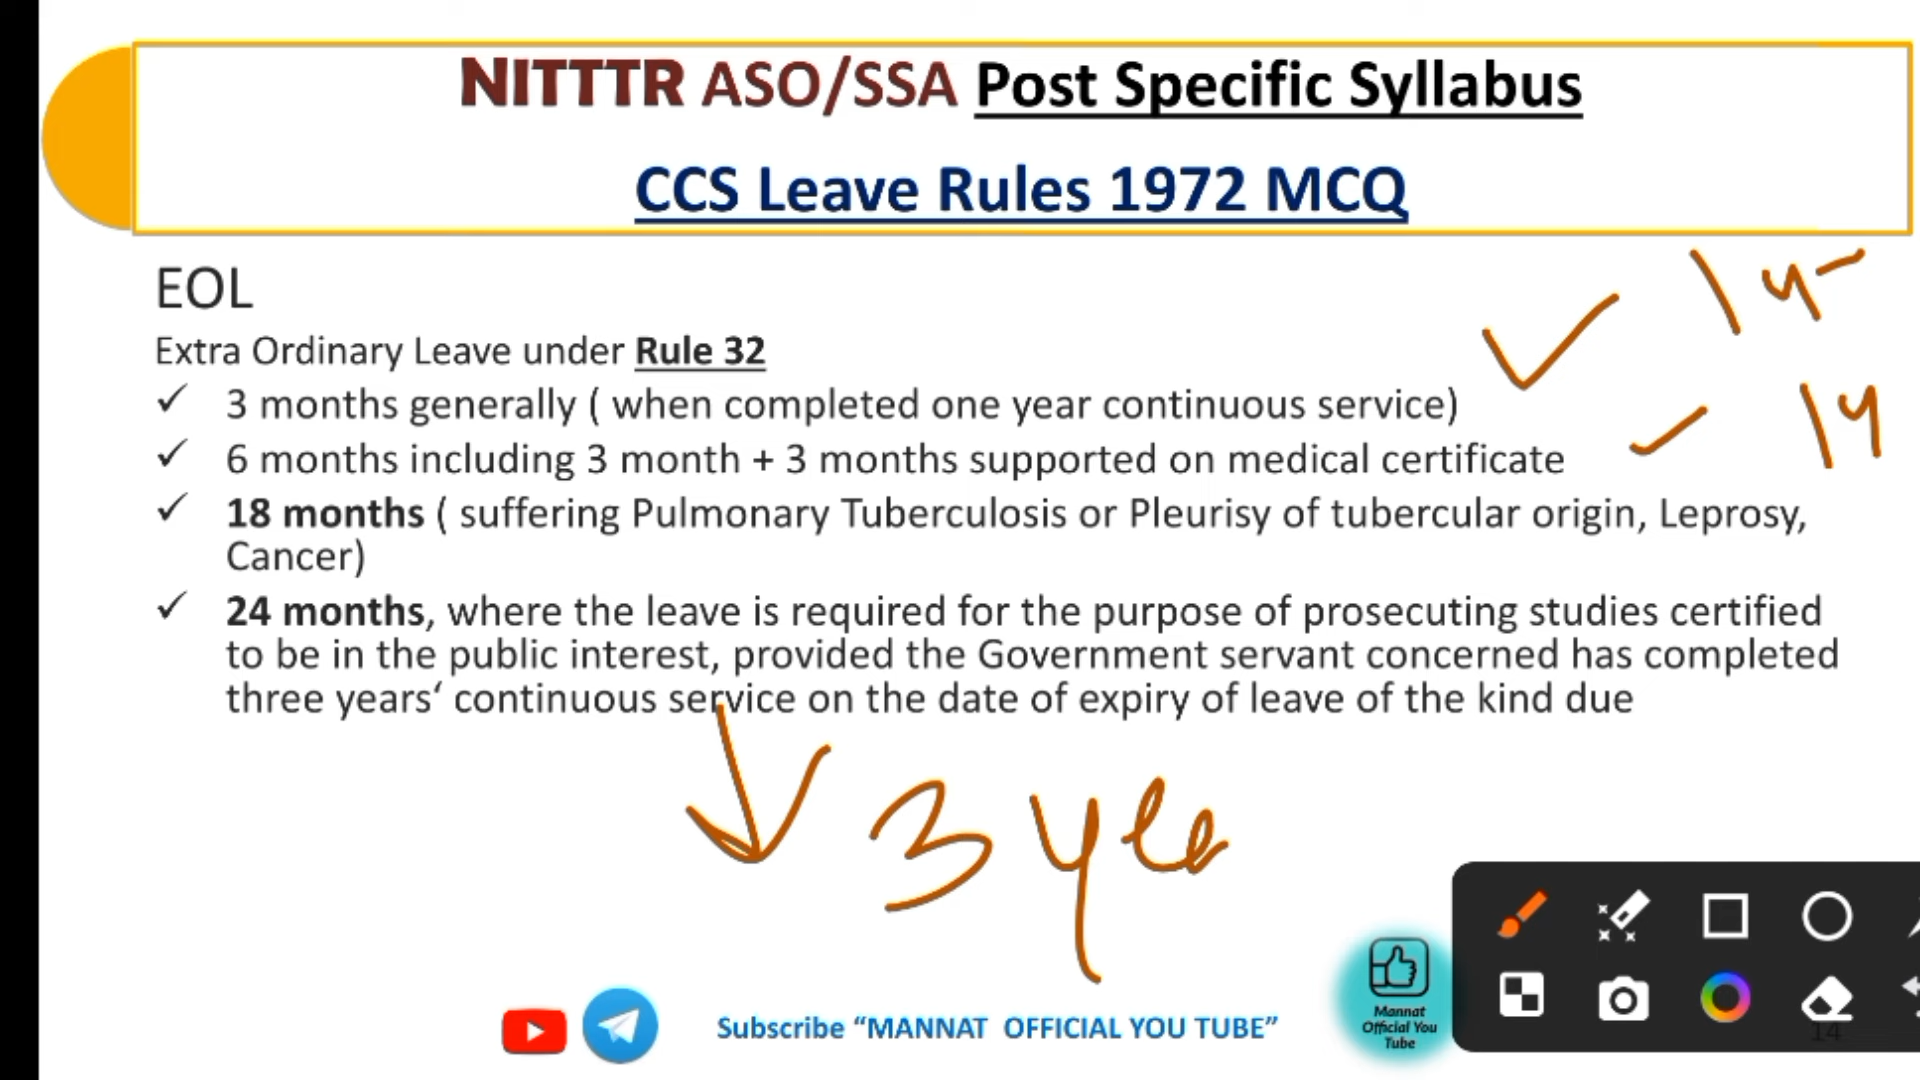 NITTTR ASO/SSA Post Specific Syllabus
CCS Leave Rules 1972 MCQ
EOL
Extra Ordinary Leave under Rule 32
✓ 3 months generally ( when completed one year continuous service)
✓ 6 months including 3 month + 3 months supported on medical certificate
✓ 18 months ( suffering Pulmonary Tuberculosis or Pleurisy of tubercular origin, Leprosy,
Cancer)
✓ 24 months, where the leave is required for the purpose of prosecuting studies certified
to be in the public interest, provided the Government servant concerned has completed
three years‘ continuous service on the date of expiry of leave of the kind due
1 yr
1y
3 yea
Subscribe “MANNAT OFFICIAL YOU TUBE”
Mannat
Official You
Tube
14